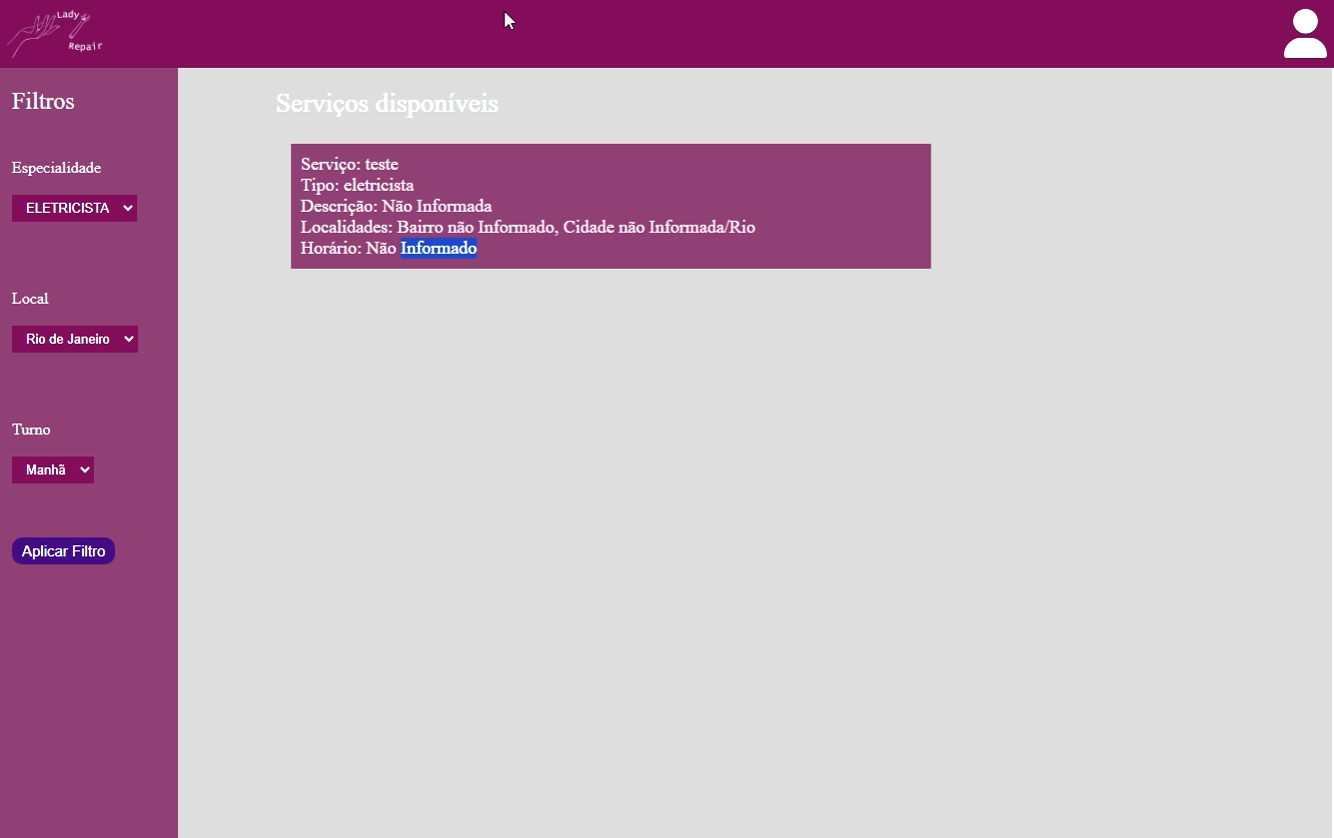 Lady
Repair
Filtros
Especialidade
ELETRICISTA
Local
Rio de Janeiro
Turno
Manhã
Aplicar Filtro
Serviços disponíveis
Serviço: teste
Tipo: eletricista
Descrição: Não Informada
Localidades: Bairro não Informado, Cidade não Informada/Rio
Horário: Não Informado